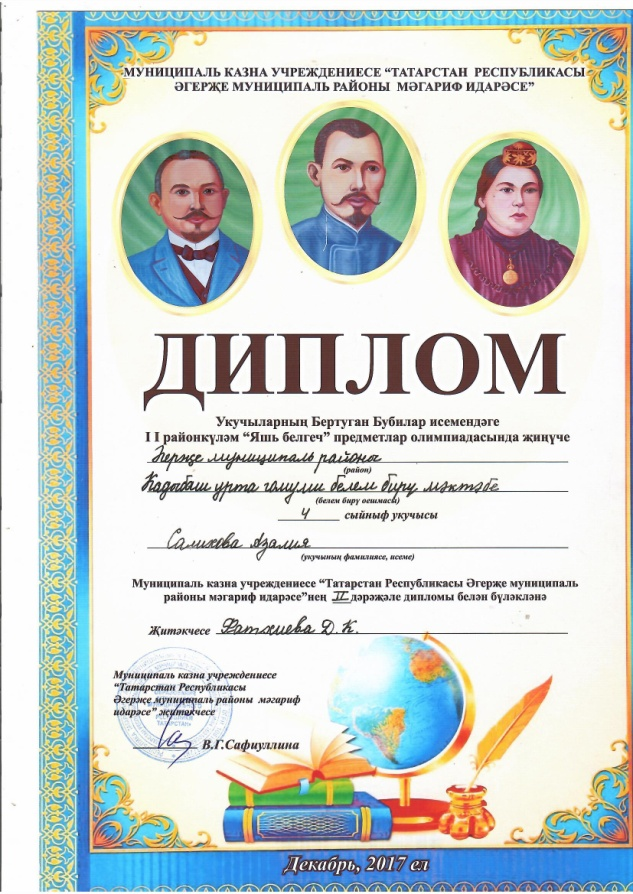 МУНИЦИПАЛЬ КАЗНА УЧРЕЖДЕНИЕСЕ “ТАТАРСТАН РЕСПУБЛИКАСЫ
ӘГЕРҖЕ МУНИЦИПАЛЬ РАЙОНЫ МӘГАРИФ ИДАРӘСЕ”
ДИПЛОМ
Укучыларның Бертуган Бубилар исемендәге
I I районкүләм “Яшь белгеч” предметлар олимпиадасында җиңүче
Әгерҗе муниципаль районы
(район)
Кадыбаш урта гомуми белем бирү мәктәбе
(белем бирү оешмасы)
4 сыйныф укучысы
Салихова Азалия
(укучының фамилиясе, исеме)
Муниципаль казна учреждениесе “Татарстан Республикасы Әгерҗе муниципаль
районы мәгариф идарәсе”нең II дәрәҗәле дипломы белән бүләкләнә
Җитәкчесе Фатхиева Д. К.
Муниципаль казна учреждениесе
“Татарстан Республикасы
Әгерҗе муниципаль районы мәгариф
идарәсе” җитәкчесе
В.Г.Сафиуллина
Декабрь, 2017 ел